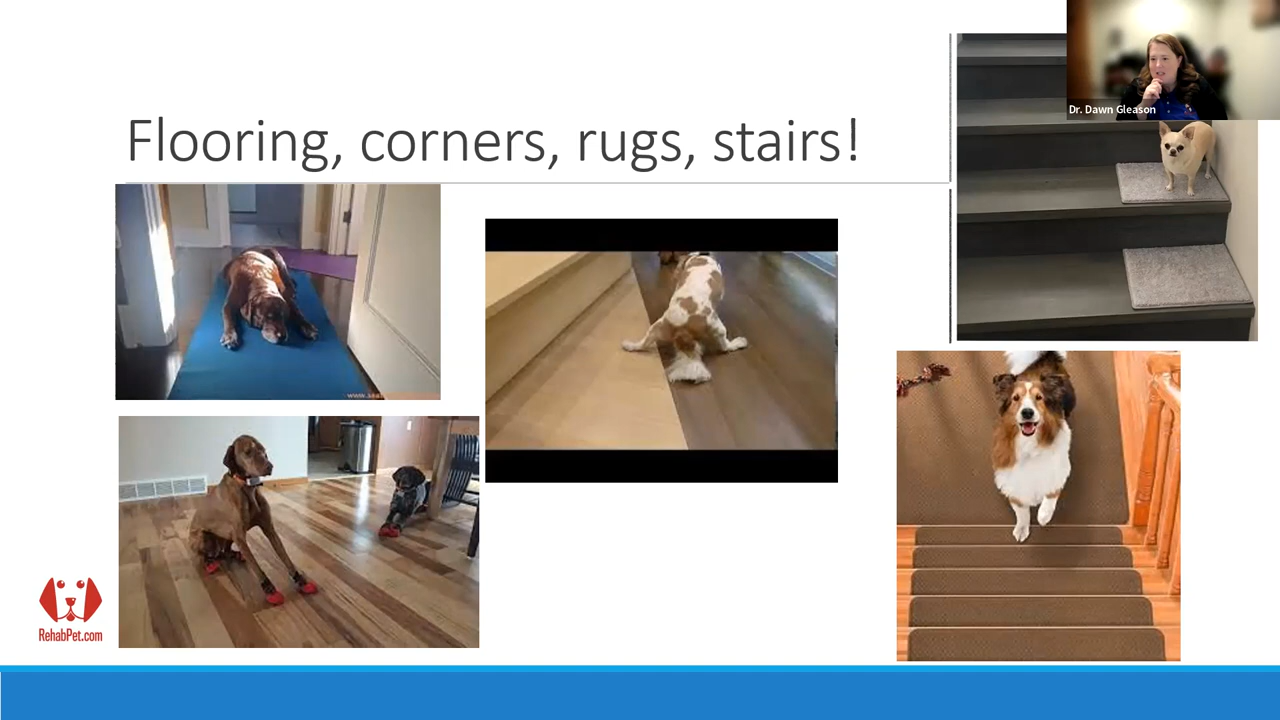 Dr. Dawn Gleason
Flooring, corners, rugs, stairs!
RehabPet.com